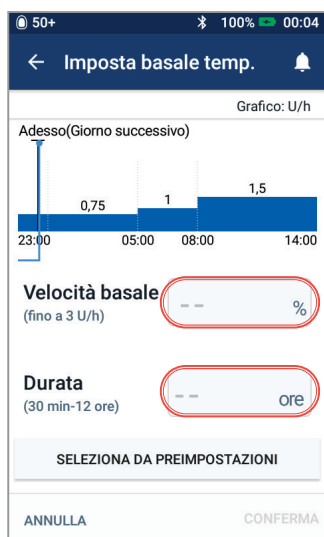 50+ 100% 00:04
Imposta basale temp.
Grafico: U/h
Adesso(Giorno successivo)
0,75 1 1,5
23:00 05:00 08:00 14:00
Velocità basale -- %
(fino a 3 U/h)
Durata -- ore
(30 min-12 ore)
SELEZIONA DA PREIMPOSTAZIONI
ANNULLA CONFERMA